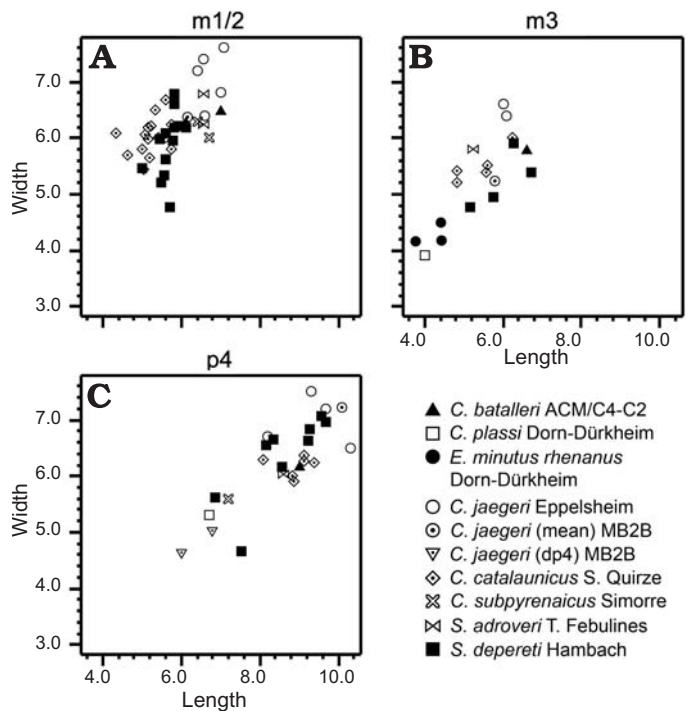 m1/2
m3
A
B
Width
7.0
6.0
5.0
4.0
3.0
4.0 6.0 8.0 10.0
Length
p4
C
Width
7.0
6.0
5.0
4.0
3.0
4.0 6.0 8.0 10.0
Length
C. batalleri ACM/C4-C2
C. plassi Dorn-Dürkheim
E. minutus rhenanus
Dorn-Dürkheim
C. jaegeri Eppelsheim
C. jaegeri (mean) MB2B
C. jaegeri (dp4) MB2B
C. catalaunicus S. Quirze
C. subpyrenaicus Simorre
S. adroveri T. Febulines
S. depereti Hambach